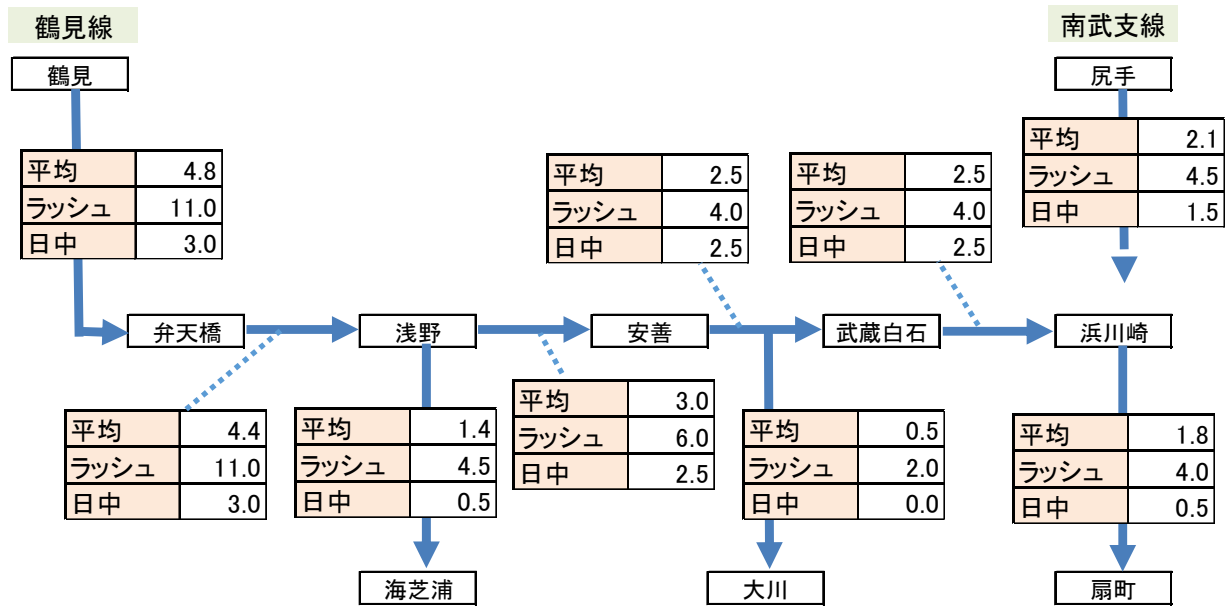 鶴見線
南武支線
鶴見
尻手
平均 4.8
ラッシュ 11.0
日中 3.0
平均 2.5
ラッシュ 4.0
日中 2.5
平均 2.5
ラッシュ 4.0
日中 2.5
平均 2.1
ラッシュ 4.5
日中 1.5
弁天橋
浅野
安善
武蔵白石
浜川崎
平均 4.4
ラッシュ 11.0
日中 3.0
平均 1.4
ラッシュ 4.5
日中 0.5
平均 3.0
ラッシュ 6.0
日中 2.5
平均 0.5
ラッシュ 2.0
日中 0.0
平均 1.8
ラッシュ 4.0
日中 0.5
海芝浦
大川
扇町